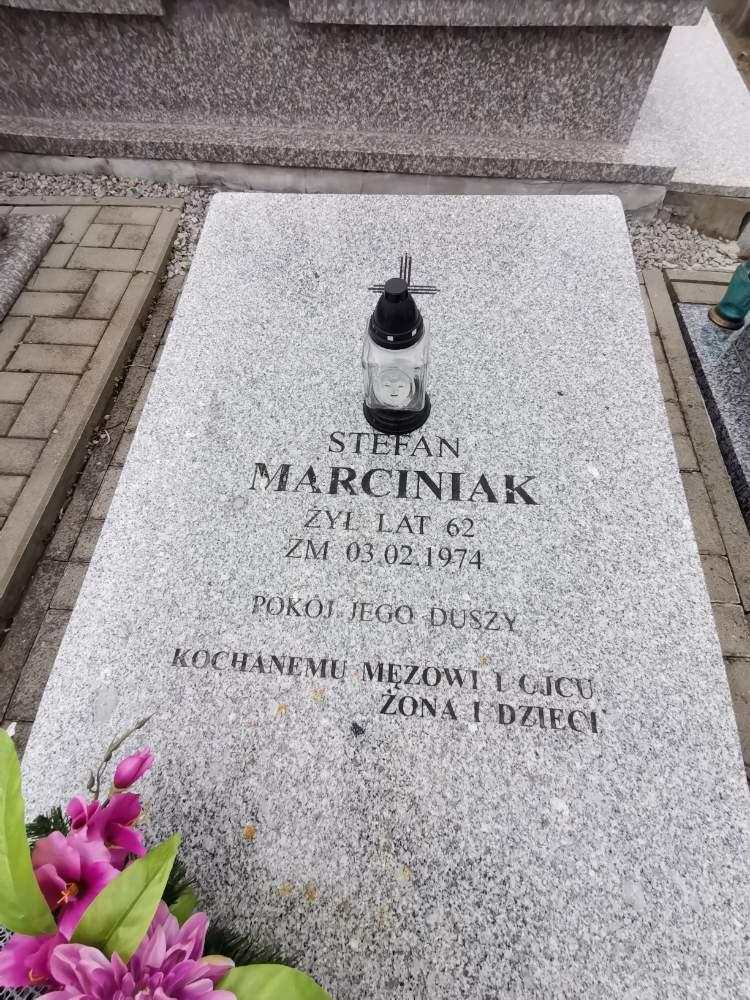 STEFAN
MARCINIAK
ŻYŁ LAT 62
ZM 03.02.1974
POKÓJ JEGO DUSZY
KOCHANEMU MĘŻOWI I OJCU
ŻONA I DZIECI